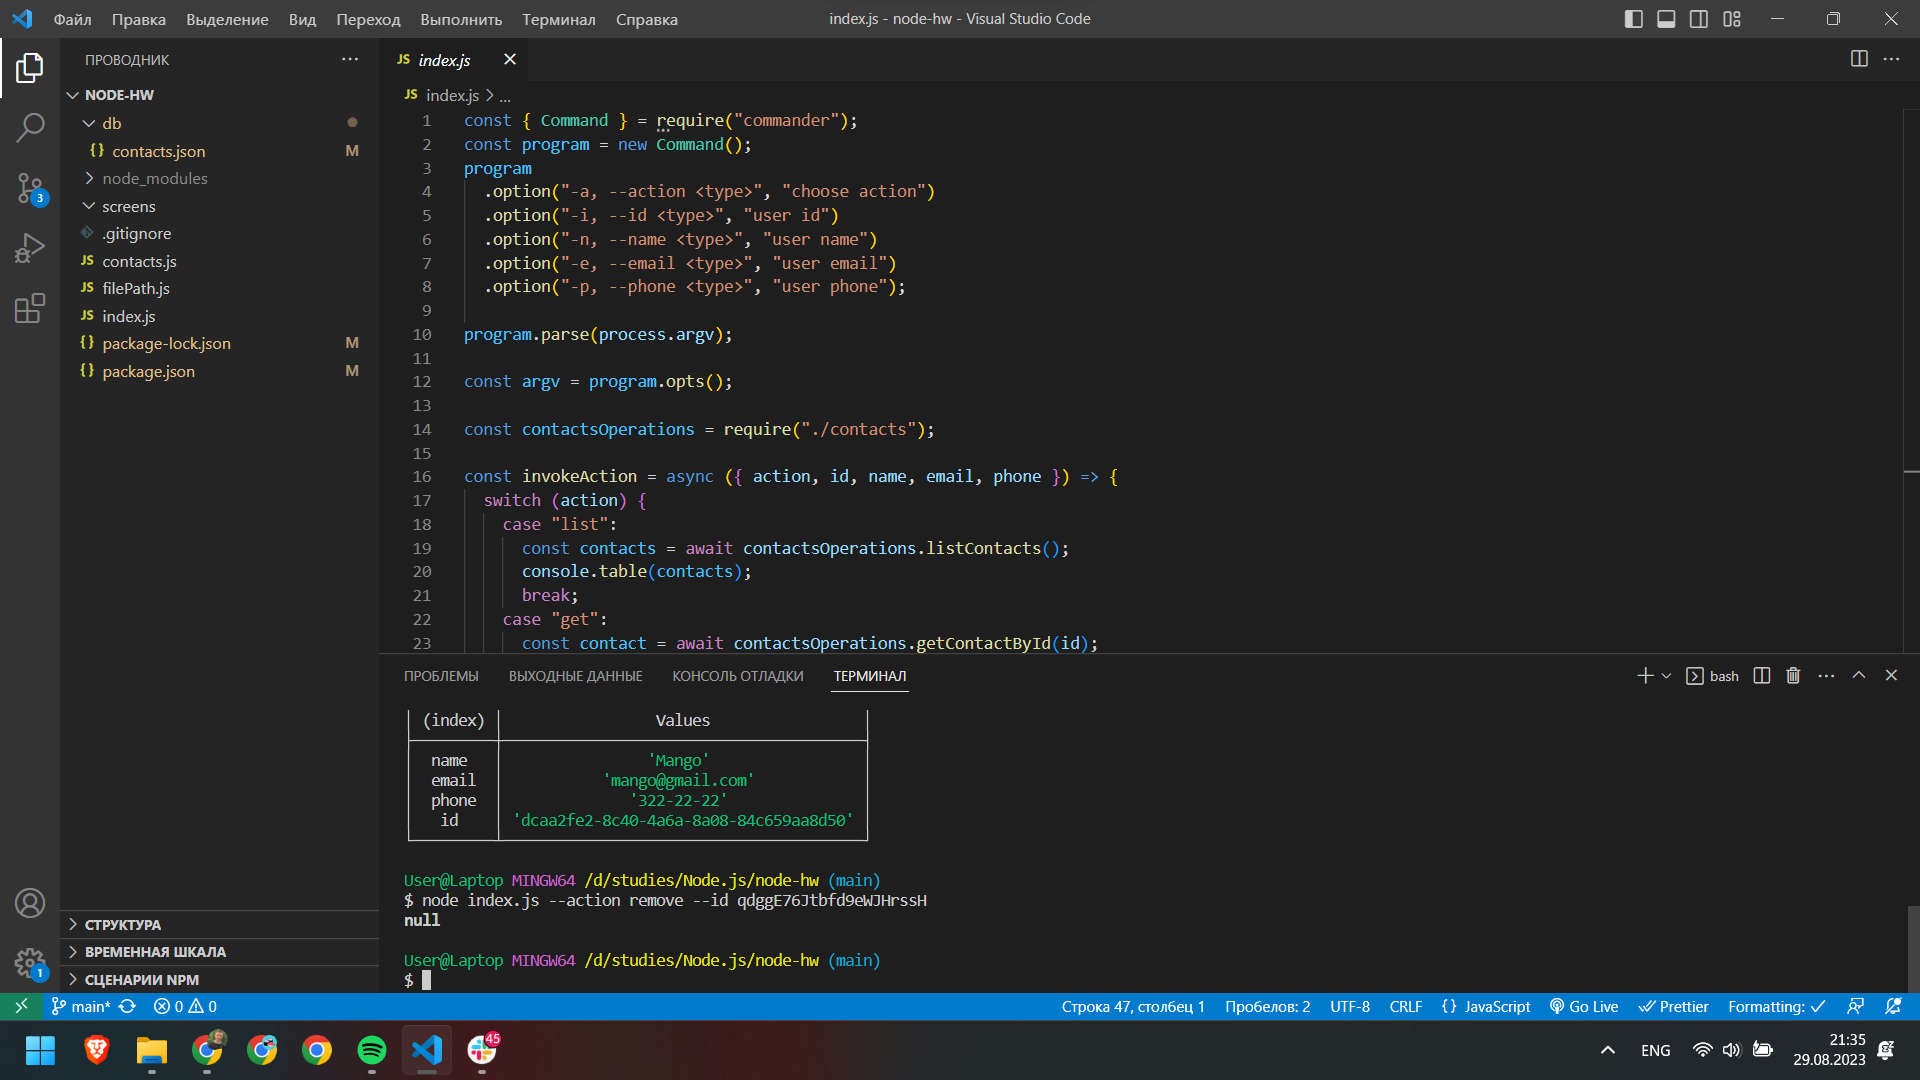 Файл Правка Выделение Вид Переход Выполнить Терминал Справка
index.js - node-hw - Visual Studio Code
ПРОВОДНИК
NODE-HW
db
contacts.json M
node_modules
screens
.gitignore
JS contacts.js
JS filePath.js
JS index.js
{} package-lock.json M
{} package.json M
СТРУКТУРА
ВРЕМЕННАЯ ШКАЛА
СЦЕНАРИИ NPM
3
1
JS index.js
JS index.js > ...
1 const { Command } = require("commander");
2 const program = new Command();
3 program
4 .option("-a, --action <type>", "choose action")
5 .option("-i, --id <type>", "user id")
6 .option("-n, --name <type>", "user name")
7 .option("-e, --email <type>", "user email")
8 .option("-p, --phone <type>", "user phone");
9
10 program.parse(process.argv);
11
12 const argv = program.opts();
13
14 const contactsOperations = require("./contacts");
15
16 const invokeAction = async ({ action, id, name, email, phone }) => {
17 switch (action) {
18 case "list":
19 const contacts = await contactsOperations.listContacts();
20 console.table(contacts);
21 break;
22 case "get":
23 const contact = await contactsOperations.getContactById(id);
ПРОБЛЕМЫ ВЫХОДНЫЕ ДАННЫЕ КОНСОЛЬ ОТЛАДКИ ТЕРМИНАЛ
bash
(index) Values
name 'Mango'
email 'mango@gmail.com'
phone '322-22-22'
id 'dcaa2fe2-8c40-4a6a-8a08-84c659aa8d50'
User@Laptop MINGW64 /d/studies/Node.js/node-hw (main)
$ node index.js --action remove --id qdggE76Jtbfd9eWJHrssH
null
User@Laptop MINGW64 /d/studies/Node.js/node-hw (main)
$
main* 0 0
Строка 47, столбец 1 Пробелов: 2 UTF-8 CRLF {} JavaScript Go Live Prettier Formatting:
45
ENG
21:35
29.08.2023